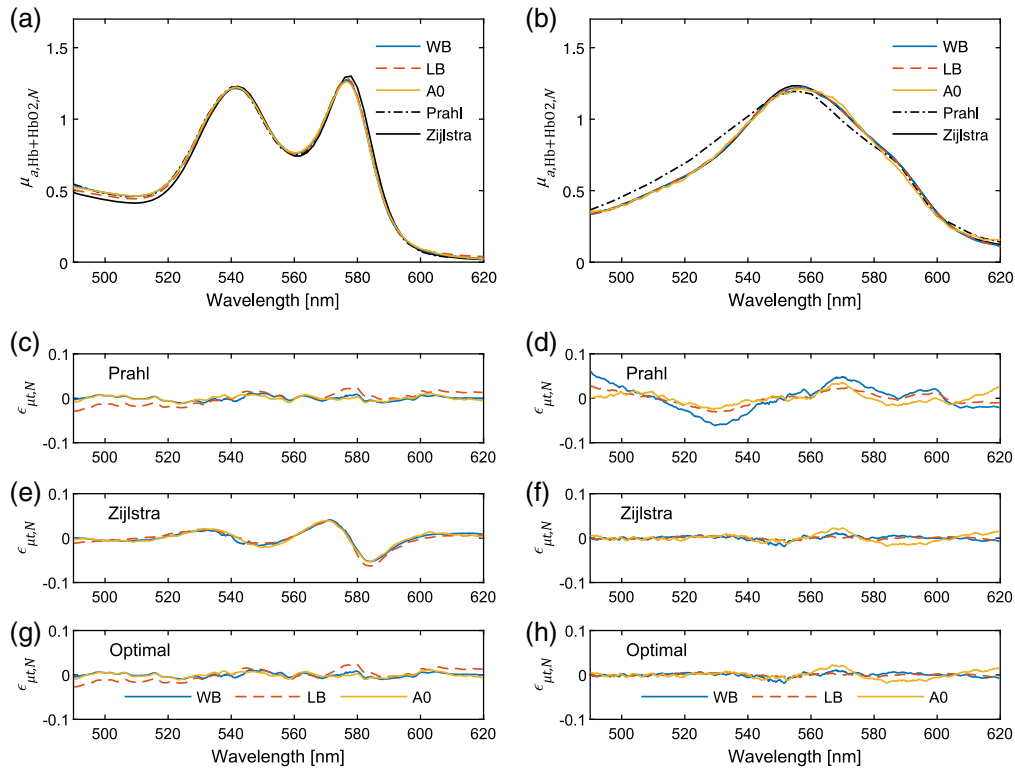 (a)
1.5
1
0.5
0
μa,Hb+HbO2,N
WB
LB
A0
Prahl
Zijlstra
500 520 540 560 580 600 620
Wavelength [nm]
(b)
1.5
1
0.5
0
μa,Hb+HbO2,N
WB
LB
A0
Prahl
Zijlstra
500 520 540 560 580 600 620
Wavelength [nm]
(c)
0.1
0
-0.1
ϵμt,N
Prahl
500 520 540 560 580 600 620
(d)
0.1
0
-0.1
ϵμt,N
Prahl
500 520 540 560 580 600 620
(e)
0.1
0
-0.1
ϵμt,N
Zijlstra
500 520 540 560 580 600 620
(f)
0.1
0
-0.1
ϵμt,N
Zijlstra
500 520 540 560 580 600 620
(g)
0.1
0
-0.1
ϵμt,N
Optimal
WB LB A0
500 520 540 560 580 600 620
Wavelength [nm]
(h)
0.1
0
-0.1
ϵμt,N
Optimal
WB LB A0
500 520 540 560 580 600 620
Wavelength [nm]